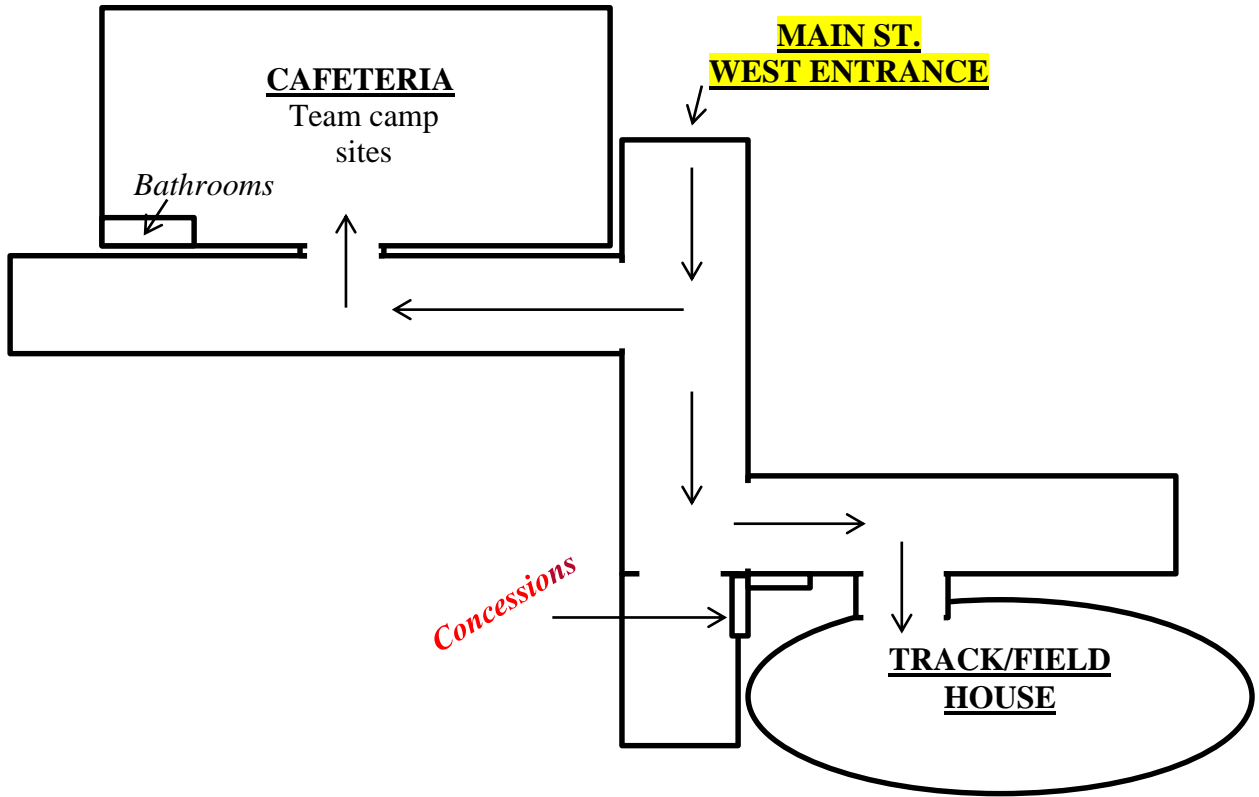 MAIN ST.
WEST ENTRANCE
CAFETERIA
Team camp
sites
Bathrooms
Concessions
TRACK/FIELD
HOUSE